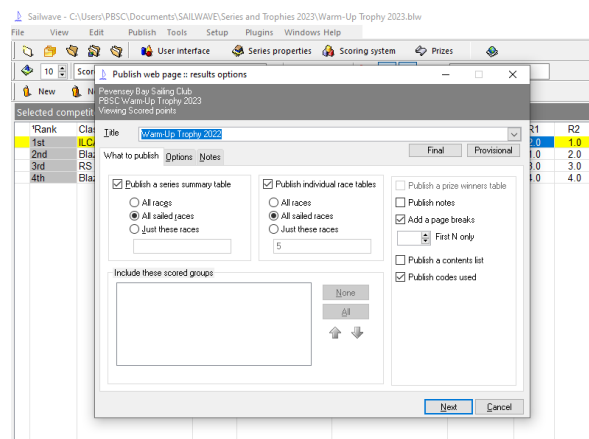 Sailwave - C:\Users\PBSC\Documents\SAILWAVE\Series and Trophies 2023\Warm-Up Trophy 2023.blw
File View Edit Publish Tools Setup Plugins Windows Help
User interface Series properties Scoring system Prizes
10 Scor
New
Publish web page :: results options
Pevensey Bay Sailing Club
PBSC Warm-Up Trophy 2023
Viewing Scored points
Selected competit
Title Warm-Up Trophy 2022
What to publish Options Notes Final Provisional
'Rank Clas R1 R2
1st ILCA 2.0 1.0
2nd Blaz 1.0 2.0
3rd RS 3.0 3.0
4th Blaz 4.0 4.0
Publish a series summary table
All races
All sailed races
Just these races
Publish individual race tables
All races
All sailed races
Just these races
5
Publish a prize winners table
Publish notes
Add a page breaks
First N only
Publish a contents list
Publish codes used
Include these scored groups
None
All
Next Cancel